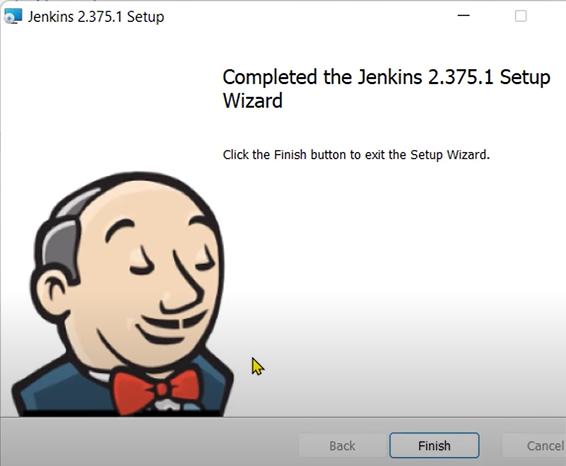 Jenkins 2.375.1 Setup
Completed the Jenkins 2.375.1 Setup
Wizard
Click the Finish button to exit the Setup Wizard.
Back
Finish
Cancel